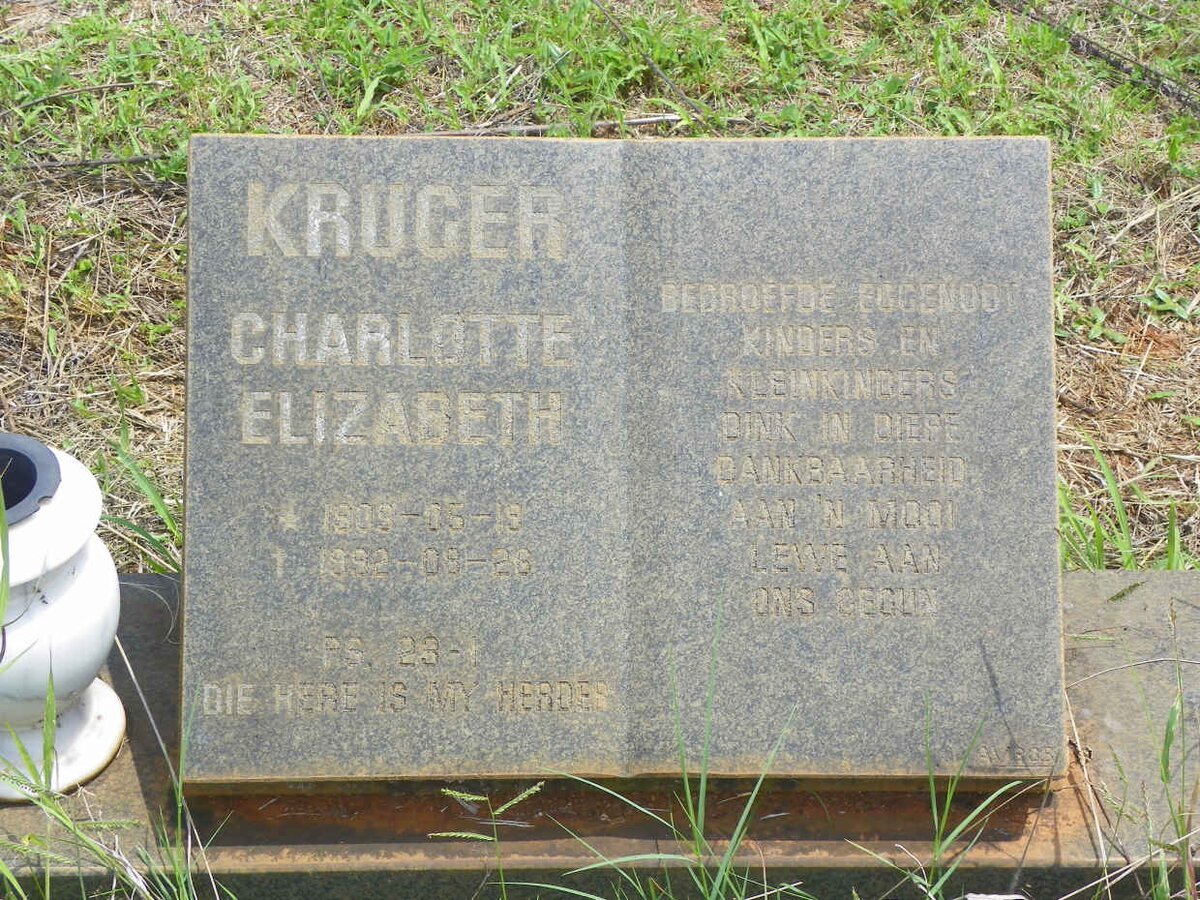 KRUGER
CHARLOTTE
ELIZABETH
* 1909-05-19
† 1982-08-26
PS. 23-1
DIE HERE IS MY HERDER
BEDROEFDE EGGENOOT
KINDERS EN
KLEINKINDERS
DINK IN DIEPE
DANKBAARHEID
AAN 'N MOOI
LEWE AAN
ONS GEGUN